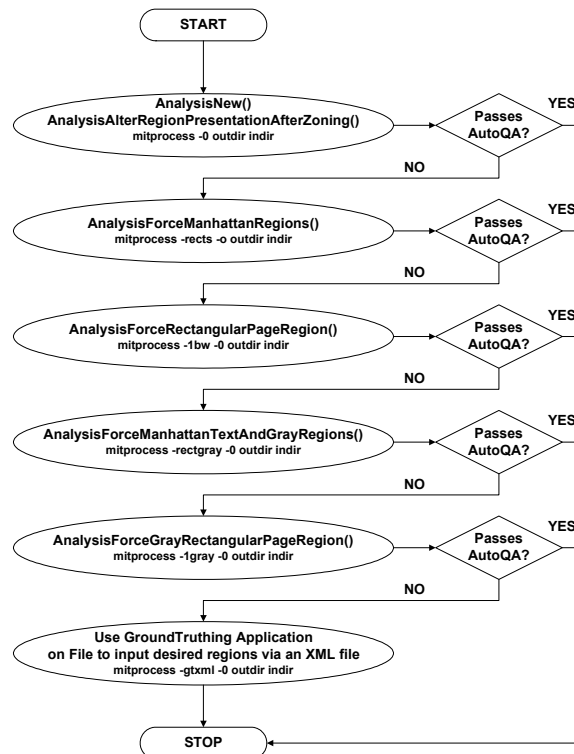 START
AnalysisNew()
AnalysisAlterRegionPresentationAfterZoning()
mitprocess -0 outdir indir
Passes
AutoQA?
YES
NO
AnalysisForceManhattanRegions()
mitprocess -rects -o outdir indir
Passes
AutoQA?
YES
NO
AnalysisForceRectangularPageRegion()
mitprocess -1bw -0 outdir indir
Passes
AutoQA?
YES
NO
AnalysisForceManhattanTextAndGrayRegions()
mitprocess -rectgray -0 outdir indir
Passes
AutoQA?
YES
NO
AnalysisForceGrayRectangularPageRegion()
mitprocess -1gray -0 outdir indir
Passes
AutoQA?
YES
NO
Use GroundTruthing Application
on File to input desired regions via an XML file
mitprocess -gtxml -0 outdir indir
STOP